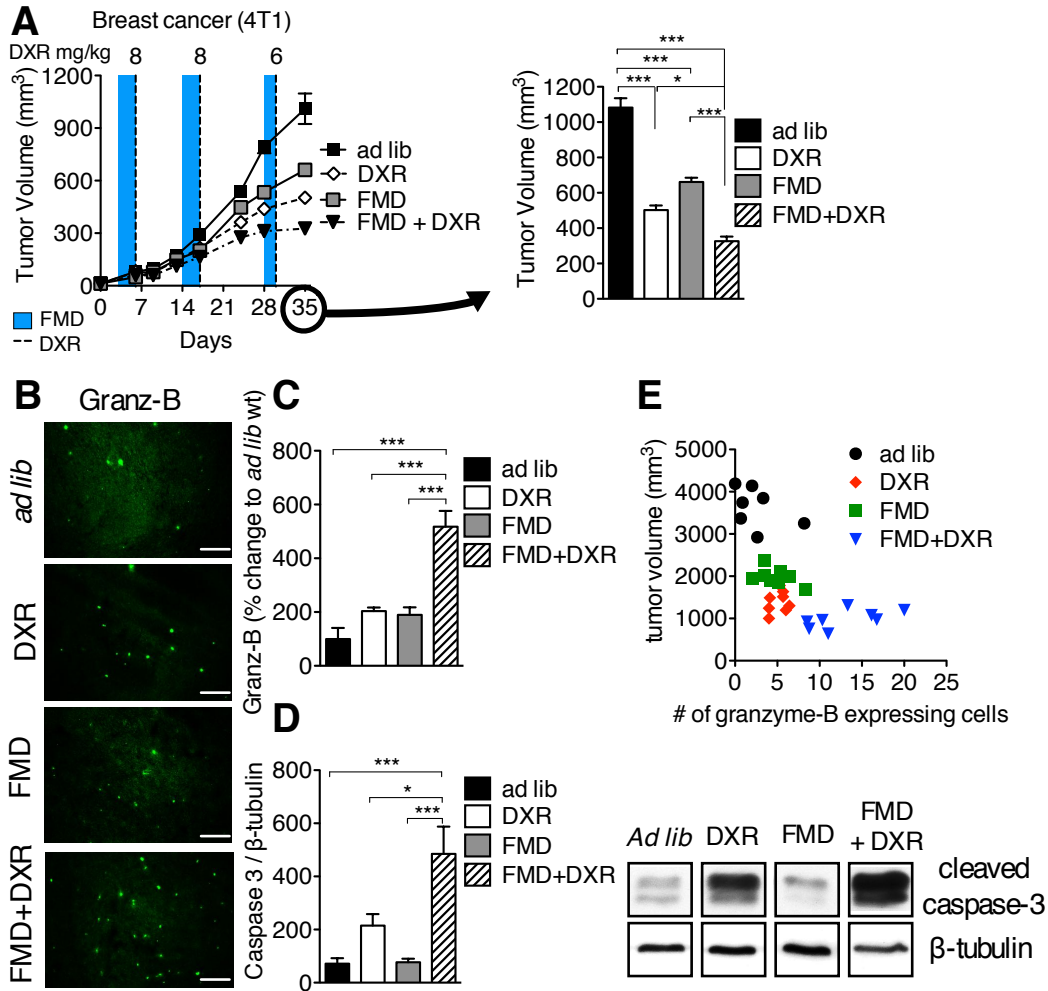 A
Breast cancer (4T1)
DXR mg/kg 8 8 6
Tumor Volume (mm³)
1200
900
600
300
0
0 7 14 21 28 35
Days
ad lib
DXR
FMD
FMD + DXR
FMD
DXR
Tumor Volume (mm³)
1200
1000
800
600
400
200
0
***
***
*** *
***
ad lib
DXR
FMD
FMD+DXR
B
Granz-B
ad lib
DXR
FMD
FMD+DXR
C
Granz-B (% change to ad lib wt)
800
600
400
200
0
***
***
***
ad lib
DXR
FMD
FMD+DXR
D
Caspase 3 / β-tubulin
800
600
400
200
0
***
*
***
ad lib
DXR
FMD
FMD+DXR
E
tumor volume (mm³)
5000
4000
3000
2000
1000
0
0 5 10 15 20 25
# of granzyme-B expressing cells
ad lib
DXR
FMD
FMD+DXR
Ad lib DXR FMD FMD
+ DXR
cleaved
caspase-3
β-tubulin